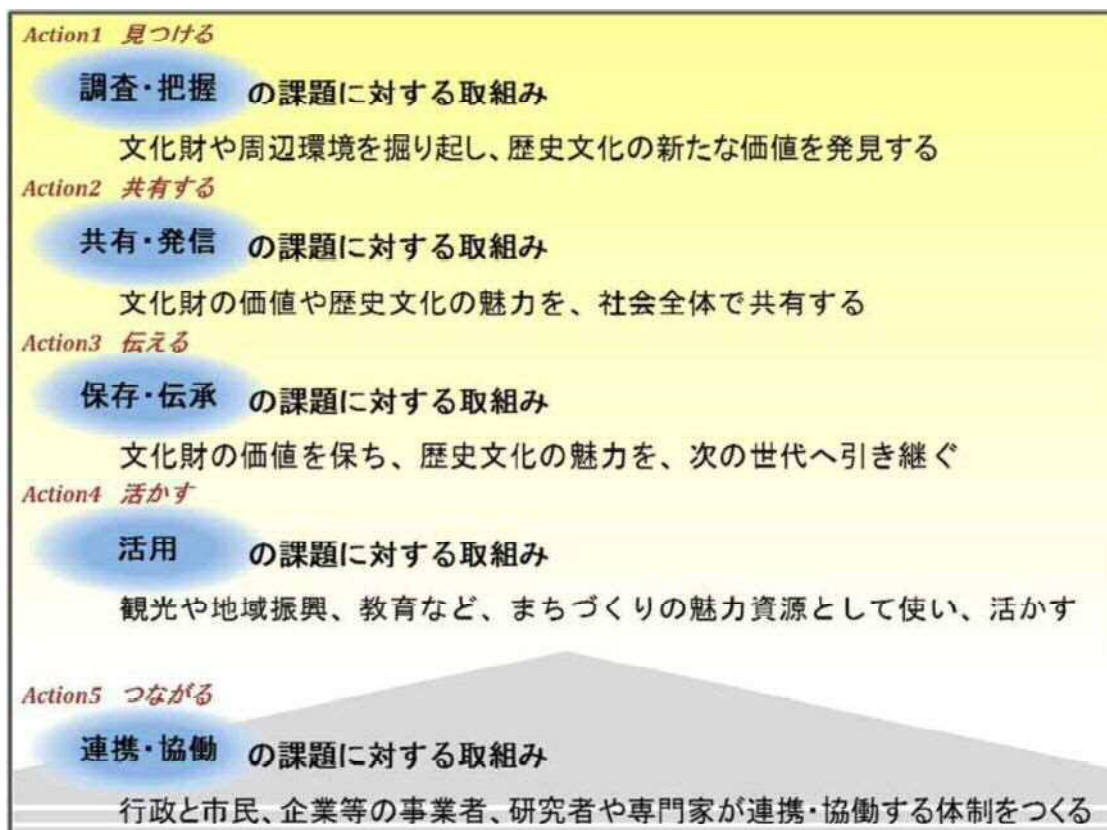 Action1 見つける
調査・把握 の課題に対する取組み
文化財や周辺環境を掘り起し、歴史文化の新たな価値を発見する
Action2 共有する
共有・発信 の課題に対する取組み
文化財の価値や歴史文化の魅力を、社会全体で共有する
Action3 伝える
保存・伝承 の課題に対する取組み
文化財の価値を保ち、歴史文化の魅力を、次の世代へ引き継ぐ
Action4 活かす
活用 の課題に対する取組み
観光や地域振興、教育など、まちづくりの魅力資源として使い、活かす
Action5 つながる
連携・協働 の課題に対する取組み
行政と市民、企業等の事業者、研究者や専門家が連携・協働する体制をつくる